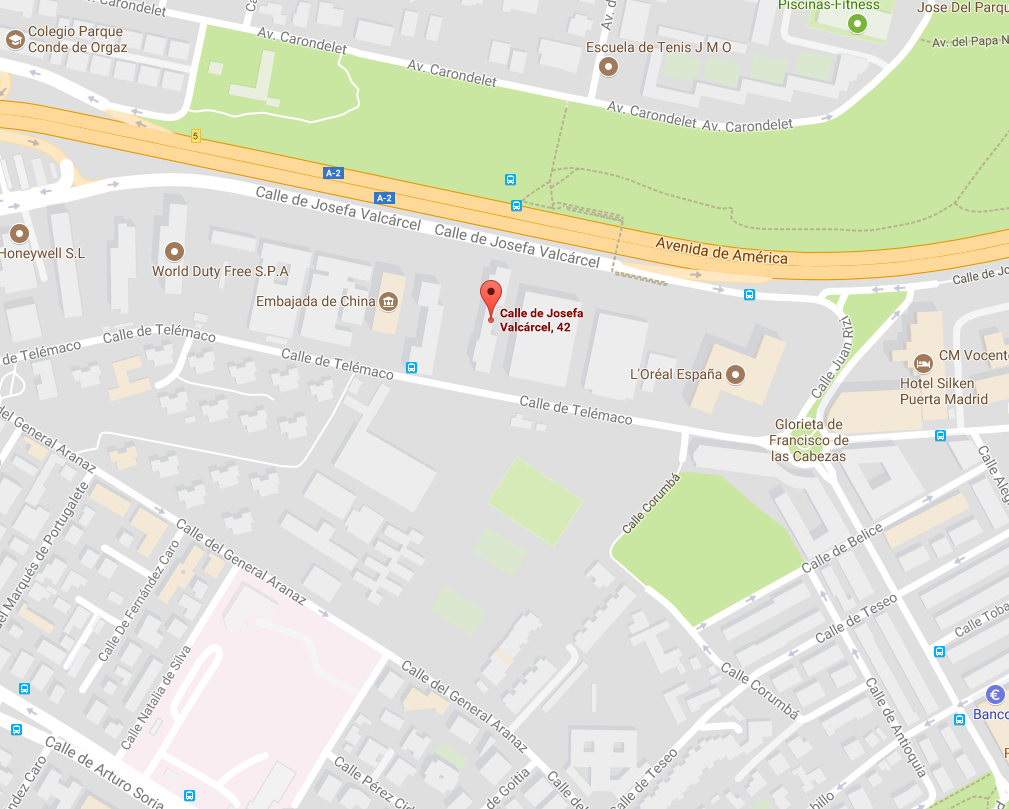 Piscinas-Fitness
Jose Del Parqu
Colegio Parque
Conde de Orgaz
Av. Carondelet
Av. del Papa N
Escuela de Tenis J M O
Av. Carondelet
Av. Carondelet
Av. Carondelet
5
A-2
A-2
Calle de Josefa Valcárcel
Calle de Josefa Valcárcel
Avenida de América
Honeywell S.L
World Duty Free S.P.A
Calle de Jo
Embajada de China
Calle de Josefa
Valcárcel, 42
de Telémaco
Calle de Telémaco
Calle de Telémaco
Calle Juan Rizi
CM Vocent
L'Oréal España
Hotel Silken
Puerta Madrid
Calle de Telémaco
Glorieta de
Francisco de
las Cabezas
del General Aranaz
Calle Corumbá
Calle Aleg
el Marqués de Portugalete
Calle del General Aranaz
Calle de Belice
Calle De Fernández Caro
Calle de Teseo
Calle Toba
Calle Natalia de Silva
Calle del General Aranaz
Calle Corumbá
Calle de Antioquia
Banco
Calle de Arturo Soria
ández Caro
Calle Pérez Ci
de Goitia
Calle de
Calle de Teseo
billo